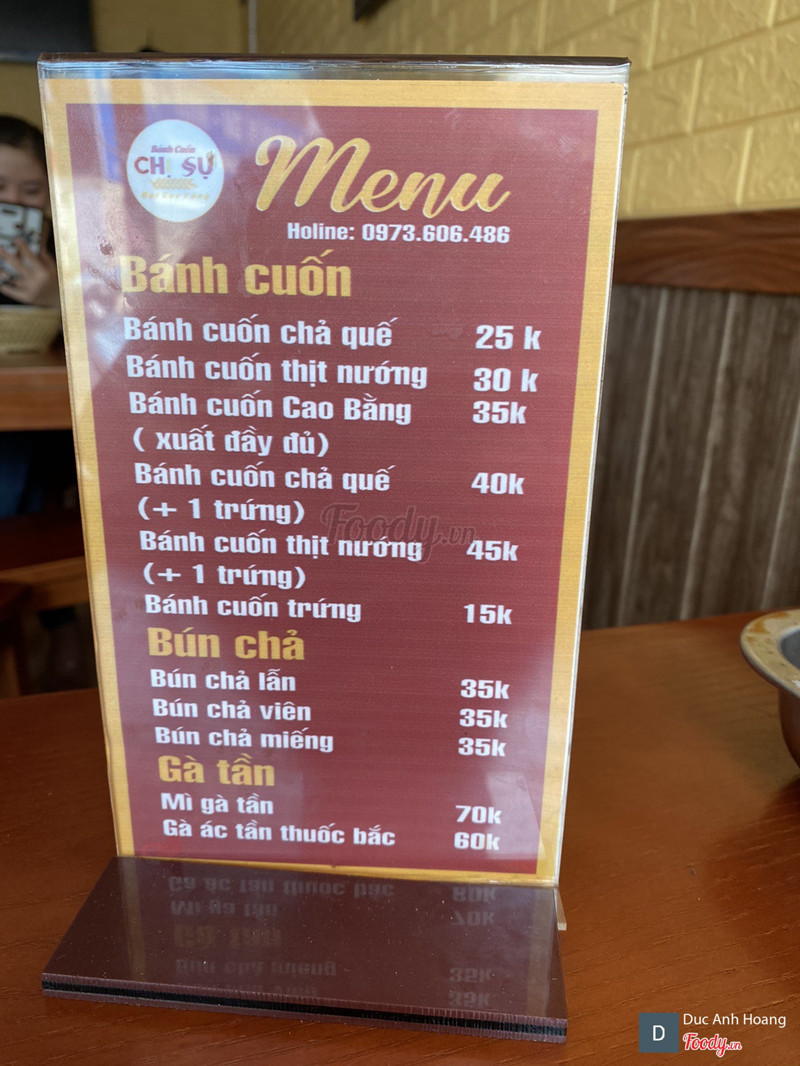 Bánh Cuốn
CHỊ SỰ
Menu
Holine: 0973.606.486
Bánh cuốn
Bánh cuốn chả quế 25 k
Bánh cuốn thịt nướng 30 k
Bánh cuốn Cao Bằng 35k
( xuất đầy đủ)
Bánh cuốn chả quế 40k
(+ 1 trứng)
Foody.vn
Bánh cuốn thịt nướng 45k
(+ 1 trứng)
Bánh cuốn trứng 15k
Bún chả
Bún chả lẫn 35k
Bún chả viên 35k
Bún chả miếng 35k
Gà tần
Mì gà tần 70k
Gà ác tần thuốc bắc 60k
D Duc Anh Hoang
Foody.vn